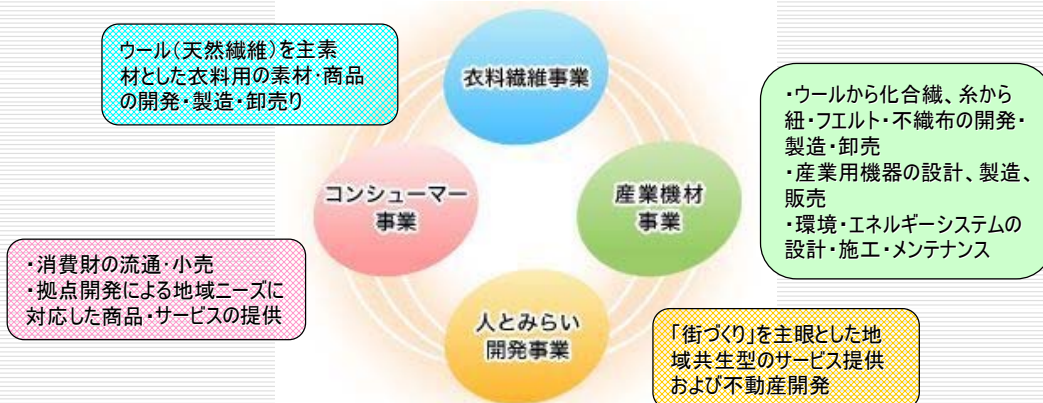 ウール(天然繊維)を主素
材とした衣料用の素材・商品
の開発・製造・卸売り
衣料繊維事業
・ウールから化合繊、糸から
紐・フエルト・不織布の開発・
製造・卸売
・産業用機器の設計、製造、
販売
・環境・エネルギーシステムの
設計・施工・メンテナンス
コンシューマー
事業
産業機材
事業
・消費財の流通・小売
・拠点開発による地域ニーズに
対応した商品・サービスの提供
人とみらい
開発事業
「街づくり」を主眼とした地
域共生型のサービス提供
および不動産開発